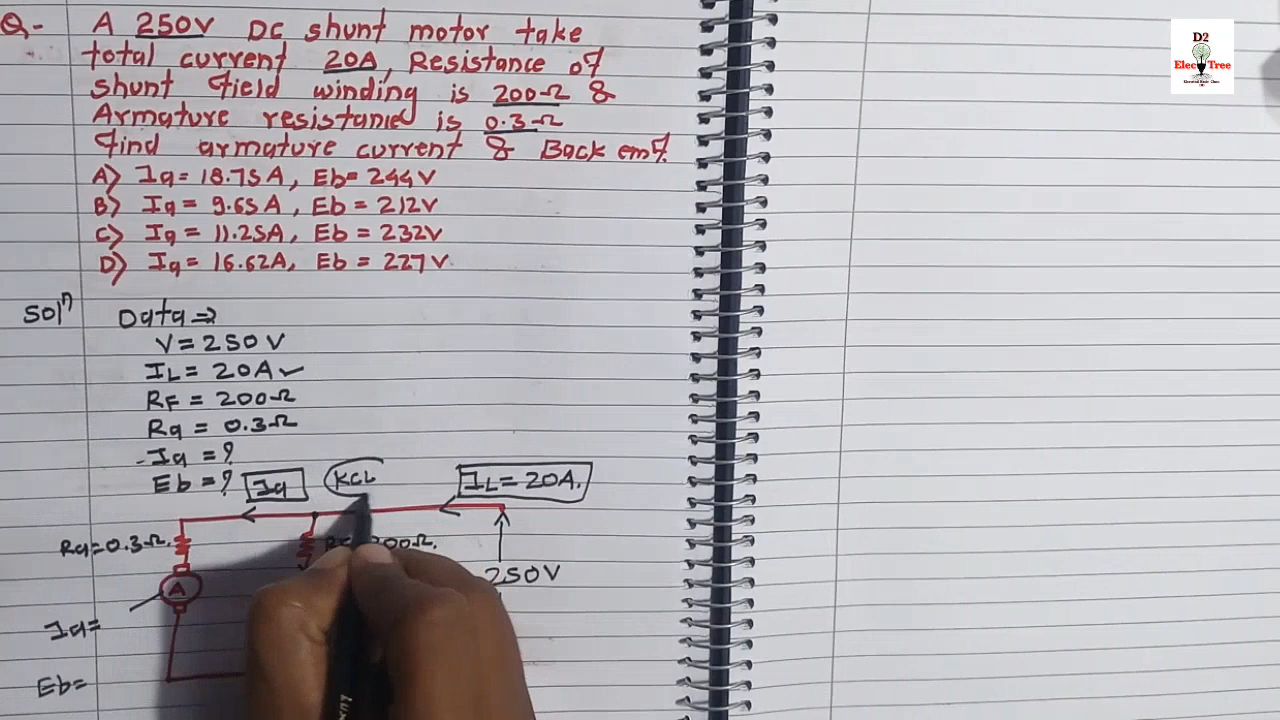 Q- A 250V DC shunt motor take
total current 20A, Resistance of
shunt field winding is 200Ω &
Armature resistance is 0.3Ω
find armature current & Back emf.
A) Ia = 18.75A, Eb = 244V
B) Ia = 9.65A, Eb = 212V
C) Ia = 11.25A, Eb = 232V
D) Ia = 16.62A, Eb = 227V.
Solⁿ Data ⇒
V = 250V
IL = 20A ✓
RF = 200Ω
Ra = 0.3Ω
Ia = ?
Eb = ?
Ia
KCL
IL = 20A.
Ra = 0.3Ω.
200Ω.
250V
A
Ia =
Eb =
D2
Elec Tree